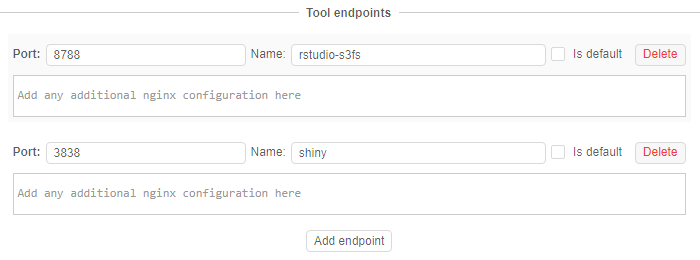 Tool endpoints
Port: 8788 Name: rstudio-s3fs Is default Delete
Add any additional nginx configuration here
Port: 3838 Name: shiny Is default Delete
Add any additional nginx configuration here
Add endpoint